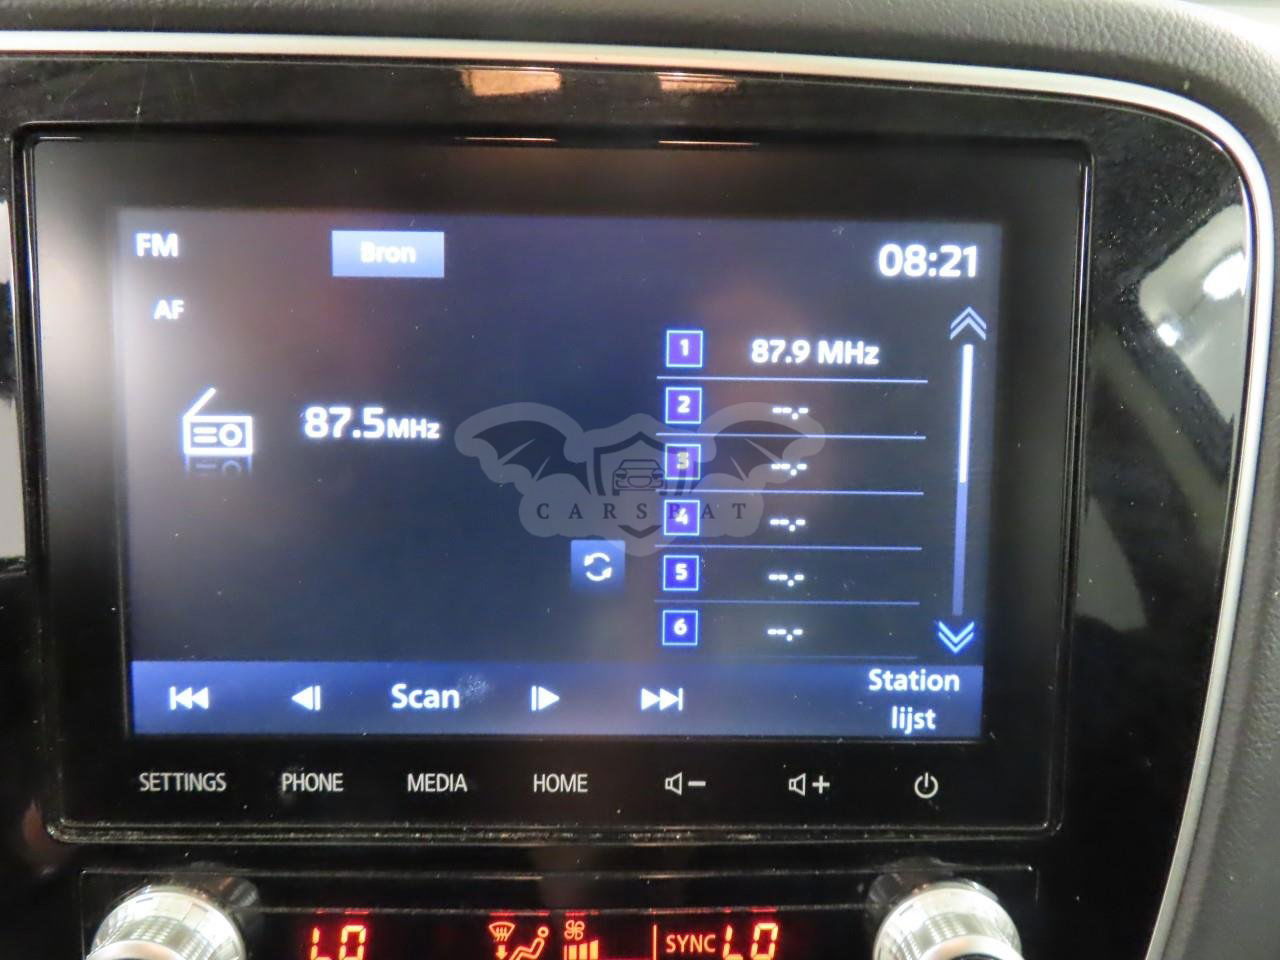 FM
Bron
08:21
AF
87.5MHz
1 87.9 MHz
2 --.-
3 --.-
4 --.-
5 --.-
6 --.-
CARSBAT
Scan
Station
lijst
SETTINGS PHONE MEDIA HOME
LO SYNC LO